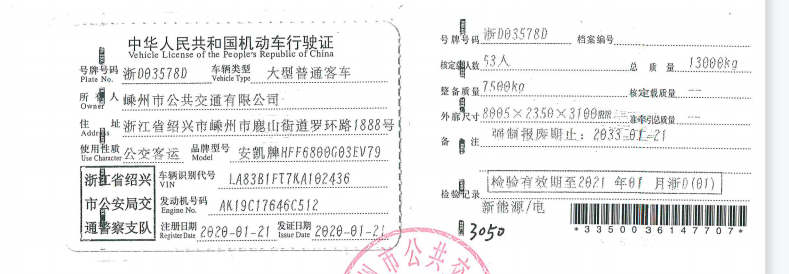 中华人民共和国机动车行驶证
Vehicle License of the People's Republic of China
号牌号码 浙D03578D 车辆类型 大型普通客车
Plate No. Vehicle Type
所有人 嵊州市公共交通有限公司
Owner
住址 浙江省绍兴市嵊州市鹿山街道罗环路1888号
Address
使用性质 公交客运 品牌型号 安凯牌HFF6800G03EV79
Use Character Model
浙江省绍兴
市公安局交
通警察支队
车辆识别代号 LA83B1FT7KA102436
VIN
发动机号码 AK19C17646C512
Engine No.
注册日期 2020-01-21 发证日期 2020-01-21
Register Date Issue Date
号牌号码 浙D03578D 档案编号
核定载人数 53人 总质量 13000kg
整备质量 7500kg 核定载质量 --
外廓尺寸 8005×2350×3100 准牵引总质量 --
备注 强制报废期止：2033-01-21
检验记录 检验有效期至2021年01月浙D(01)
新能源/电
*3350036147707*
3050
州市公共交